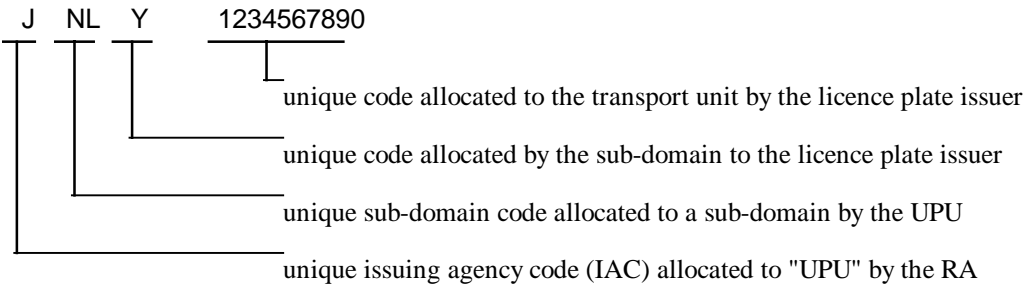 J NL Y 1234567890
unique code allocated to the transport unit by the licence plate issuer
unique code allocated by the sub-domain to the licence plate issuer
unique sub-domain code allocated to a sub-domain by the UPU
unique issuing agency code (IAC) allocated to "UPU" by the RA